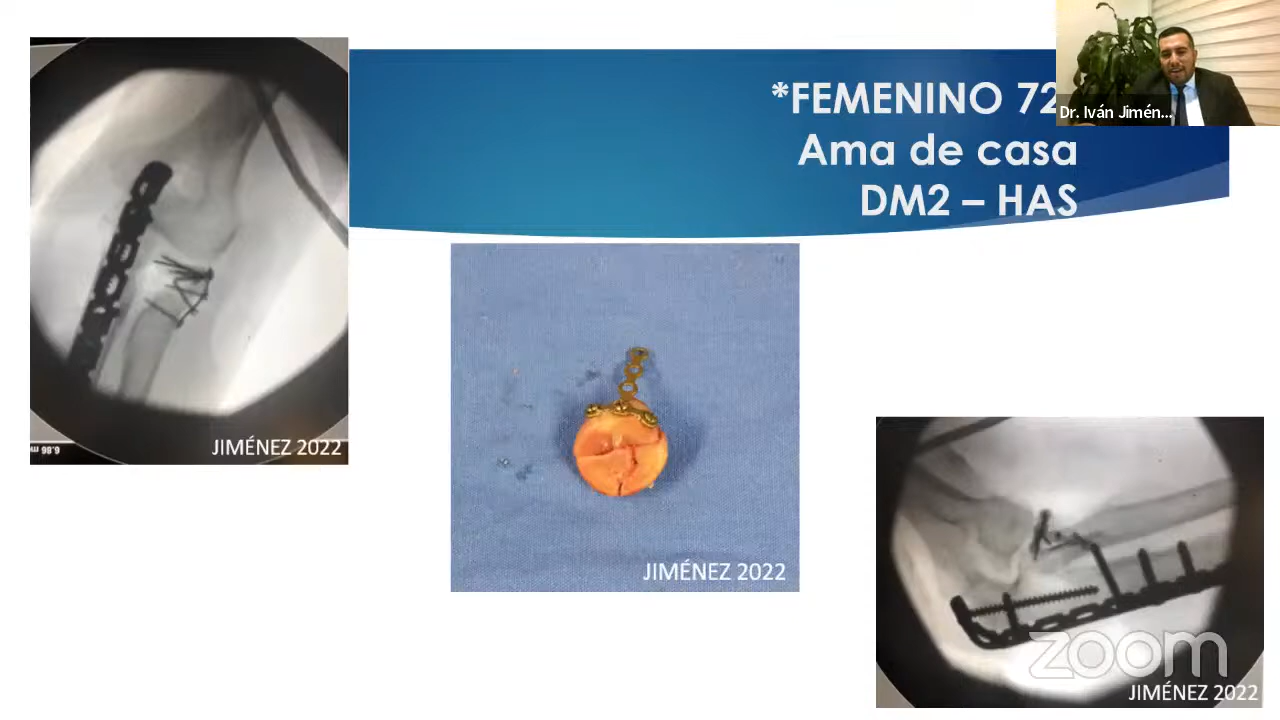 *FEMENINO 72
Ama de casa
DM2 – HAS
Dr. Iván Jimén...
JIMÉNEZ 2022
JIMÉNEZ 2022
zoom
JIMÉNEZ 2022